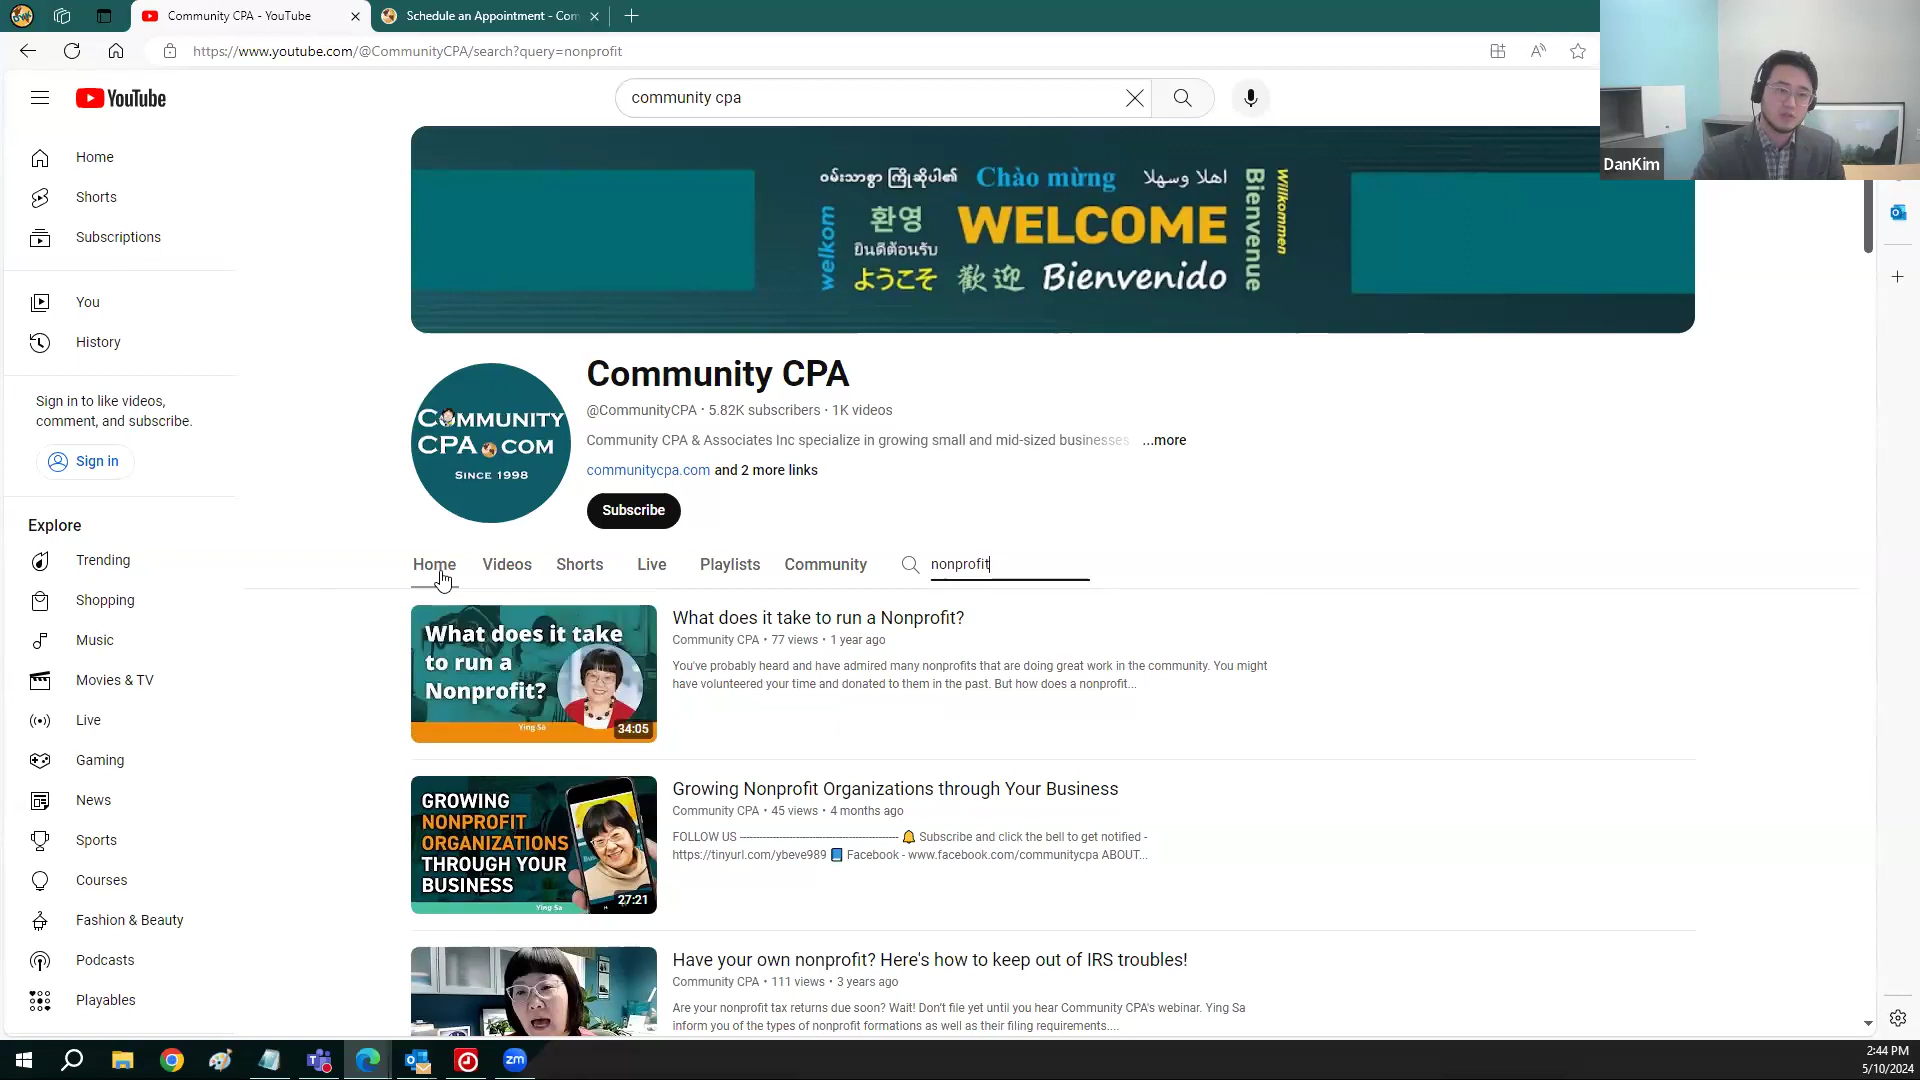 Community CPA - YouTube
Schedule an Appointment - Com
https://www.youtube.com/@CommunityCPA/search?query=nonprofit
YouTube
community cpa
DanKim
Home
Shorts
Subscriptions
You
History
Sign in to like videos,
comment, and subscribe.
Sign in
Explore
Trending
Shopping
Music
Movies & TV
Live
Gaming
News
Sports
Courses
Fashion & Beauty
Podcasts
Playables
ဝမ်းသာစွာ ကြိုဆိုပါ၏ Chào mừng اهلا وسهلا
welkom
환영 WELCOME
ยินดีต้อนรับ
ようこそ 歡迎 Bienvenido
Bienvenue
Willkommen
COMMUNITY
CPA COM
SINCE 1998
Community CPA
@CommunityCPA · 5.82K subscribers · 1K videos
Community CPA & Associates Inc specialize in growing small and mid-sized businesses ...more
communitycpa.com and 2 more links
Subscribe
Home Videos Shorts Live Playlists Community nonprofit
What does it take
to run a
Nonprofit?
Ying Sa
34:05
What does it take to run a Nonprofit?
Community CPA • 77 views • 1 year ago
You've probably heard and have admired many nonprofits that are doing great work in the community. You might
have volunteered your time and donated to them in the past. But how does a nonprofit...
GROWING
NONPROFIT
ORGANIZATIONS
THROUGH YOUR
BUSINESS
Ying Sa
27:21
Growing Nonprofit Organizations through Your Business
Community CPA • 45 views • 4 months ago
FOLLOW US ---------------------------------------------- 🔔 Subscribe and click the bell to get notified -
https://tinyurl.com/ybeve989 📘 Facebook - www.facebook.com/communitycpa ABOUT...
Have your own nonprofit? Here's how to keep out of IRS troubles!
Community CPA • 111 views • 3 years ago
Are your nonprofit tax returns due soon? Wait! Don't file yet until you hear Community CPA's webinar. Ying Sa
inform you of the types of nonprofit formations as well as their filing requirements....
zm
2:44 PM
5/10/2024